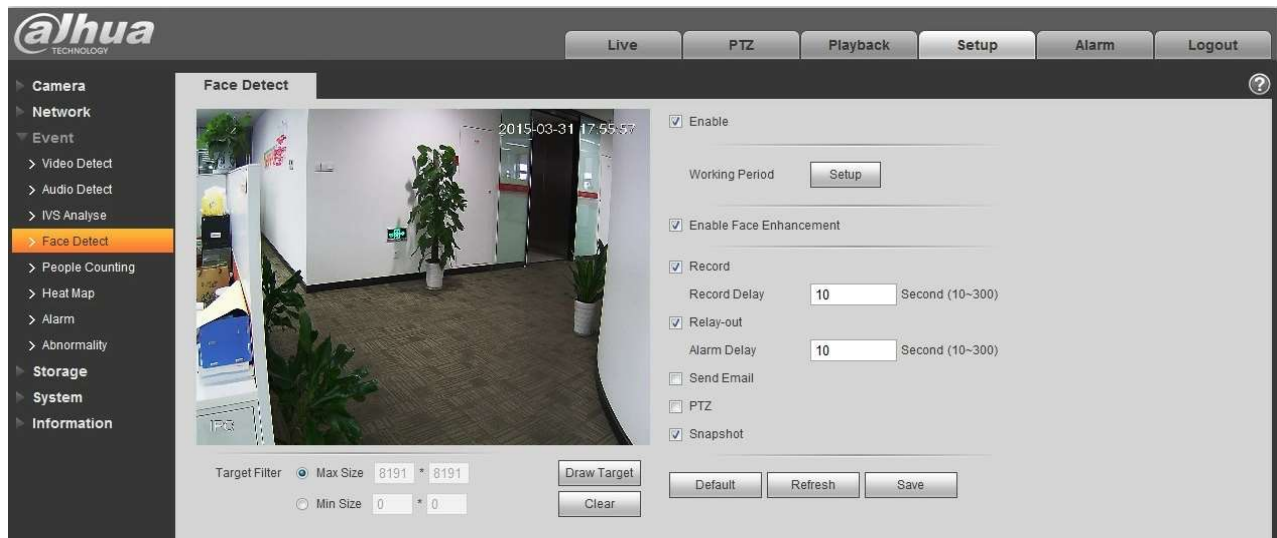 alhua
TECHNOLOGY
Live
PTZ
Playback
Setup
Alarm
Logout
Camera
Network
Event
Video Detect
Audio Detect
IVS Analyse
Face Detect
People Counting
Heat Map
Alarm
Abnormality
Storage
System
Information
Face Detect
2015-03-31 17:55:57
IPC
Target Filter
Max Size 8191 * 8191
Min Size 0 * 0
Draw Target
Clear
Enable
Working Period Setup
Enable Face Enhancement
Record
Record Delay 10 Second (10~300)
Relay-out
Alarm Delay 10 Second (10~300)
Send Email
PTZ
Snapshot
Default
Refresh
Save